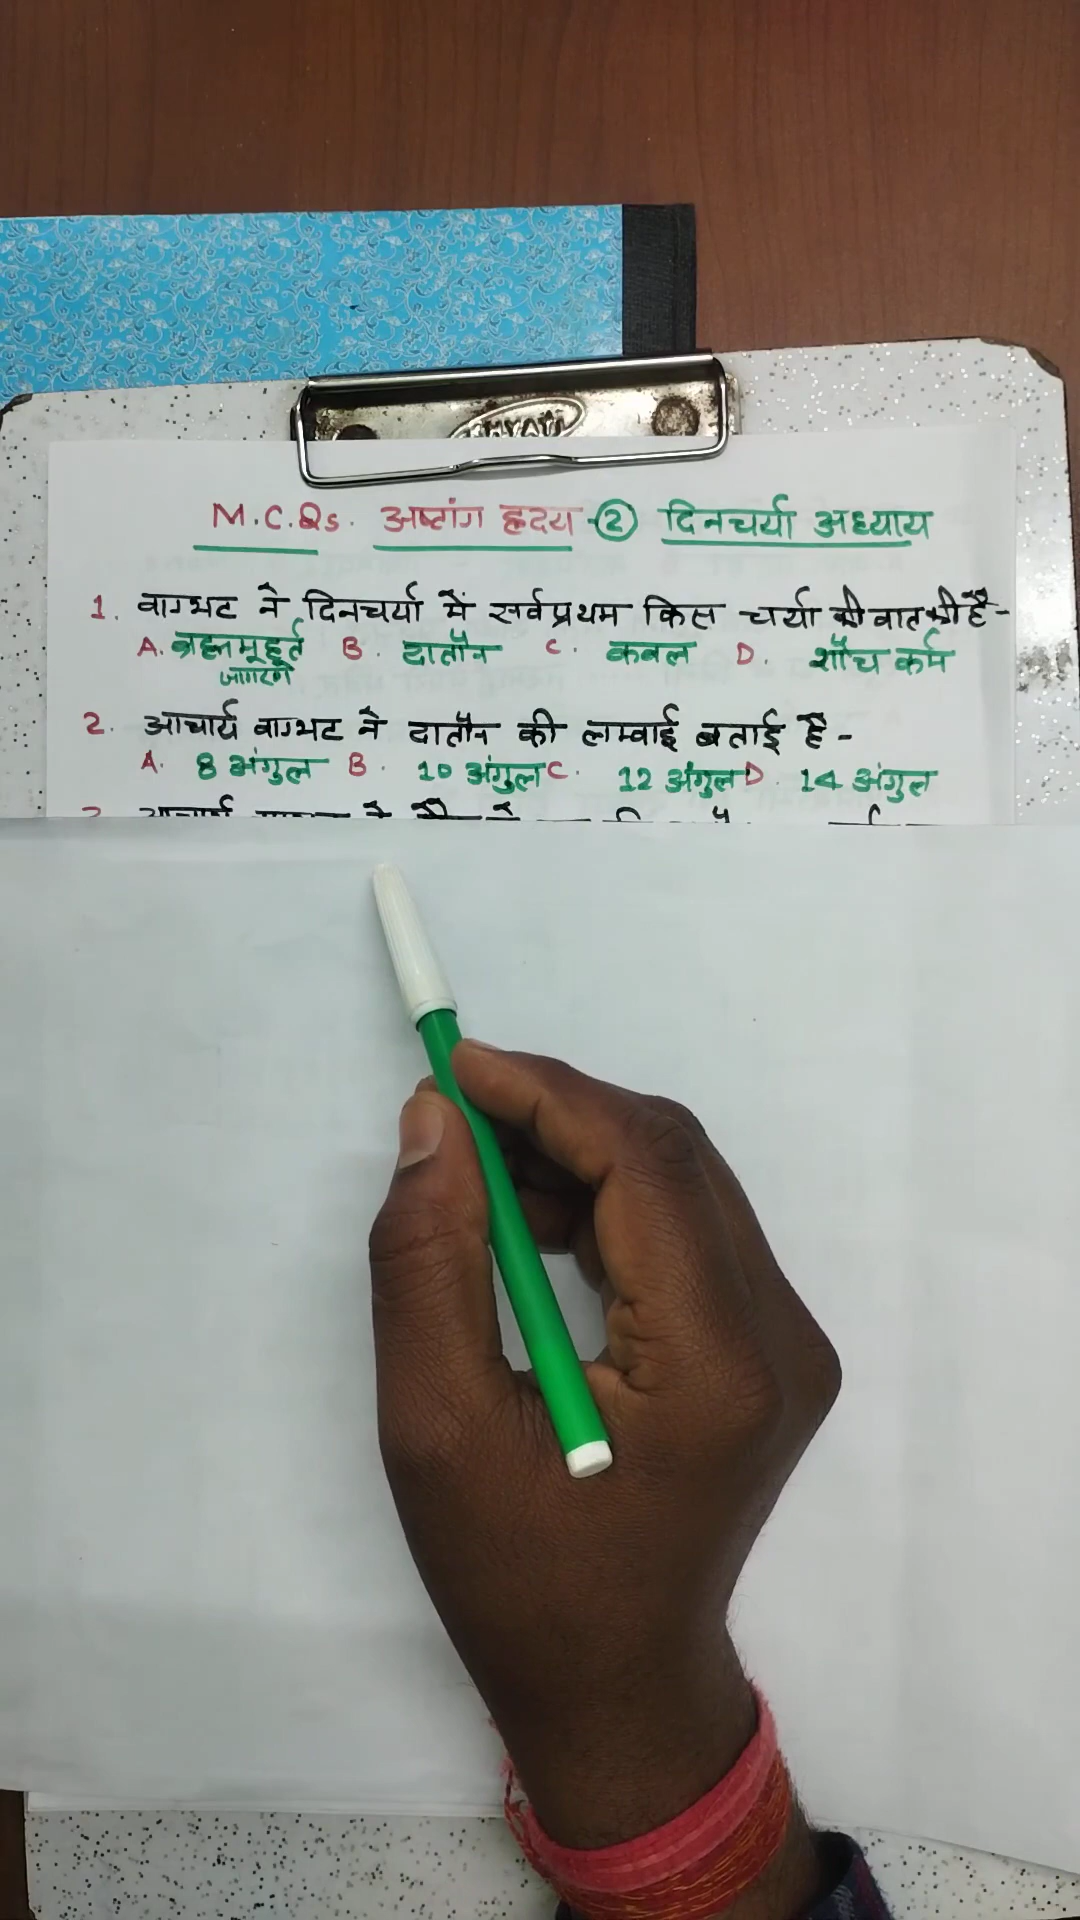 M.C.Qs. अष्टांग हृदय -② दिनचर्या अध्याय
1. वाग्भट ने दिनचर्या में सर्वप्रथम किस चर्या की बात की है -
A. ब्रह्ममूहूर्त जागरण B. दातौन C. कवल D. शौच कर्म
2. आचार्य वाग्भट ने दातौन की लम्बाई बताई है -
A. 8 अंगुल B. 10 अंगुल C. 12 अंगुल D. 14 अंगुल